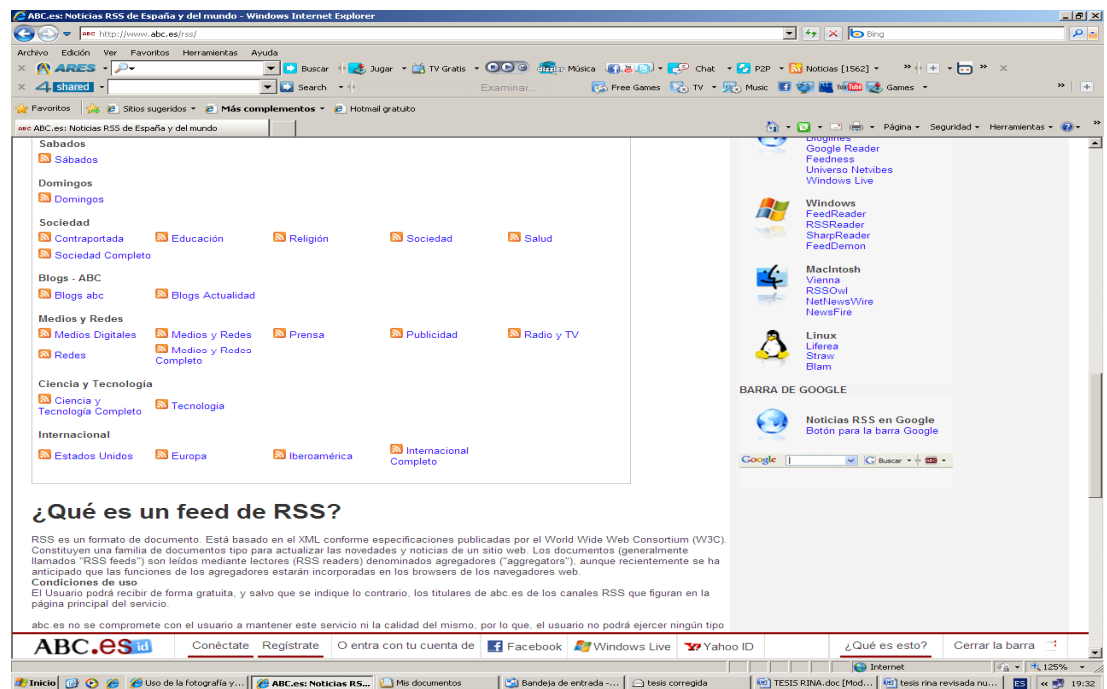 ABC.es: Noticias RSS de España y del mundo - Windows Internet Explorer
ABC http://www.abc.es/rss/
Bing
Archivo Edición Ver Favoritos Herramientas Ayuda
ARES Buscar Jugar TV Gratis Música Chat P2P Noticias [1562]
4 shared Search Examinar... Free Games TV Music Games
Favoritos Sitios sugeridos Más complementos Hotmail gratuito
ABC ABC.es: Noticias RSS de España y del mundo Página Seguridad Herramientas
Sabados
Sábados
Domingos
Domingos
Sociedad
Contraportada Educación Religión Sociedad Salud
Sociedad Completo
Blogs - ABC
Blogs abc Blogs Actualidad
Medios y Redes
Medios Digitales Medios y Redes Prensa Publicidad Radio y TV
Redes Medios y Redes Completo
Ciencia y Tecnología
Ciencia y Tecnología Completo Tecnologia
Internacional
Estados Unidos Europa Iberoamérica Internacional Completo
Bloglines
Google Reader
Feedness
Universo Netvibes
Windows Live
Windows
FeedReader
RSSReader
SharpReader
FeedDemon
MacIntosh
Vienna
RSSOwl
NetNewsWire
NewsFire
Linux
Liferea
Straw
Blam
BARRA DE GOOGLE
Noticias RSS en Google
Botón para la barra Google
Google G Buscar ABC
¿Qué es un feed de RSS?
RSS es un formato de documento. Está basado en el XML conforme especificaciones publicadas por el World Wide Web Consortium (W3C).
Constituyen una familia de documentos tipo para actualizar las novedades y noticias de un sitio web. Los documentos (generalmente
llamados "RSS feeds") son leídos mediante lectores (RSS readers) denominados agregadores ("aggregators"), aunque recientemente se ha
anticipado que las funciones de los agregadores estarán incorporadas en los browsers de los navegadores web.
Condiciones de uso
El Usuario podrá recibir de forma gratuita, y salvo que se indique lo contrario, los titulares de abc.es de los canales RSS que figuran en la
página principal del servicio.
abc.es no se compromete con el usuario a mantener este servicio ni la calidad del mismo, por lo que, el usuario no podrá ejercer ningún tipo
ABC.es id Conéctate Regístrate O entra con tu cuenta de Facebook Windows Live Yahoo ID ¿Qué es esto? Cerrar la barra
Internet 125%
Inicio Uso de la fotografía y... ABC.es: Noticias RS... Mis documentos Bandeja de entrada -... tesis corregida TESIS RINA.doc [Mod... tesis rina revisada nu... ES 19:32